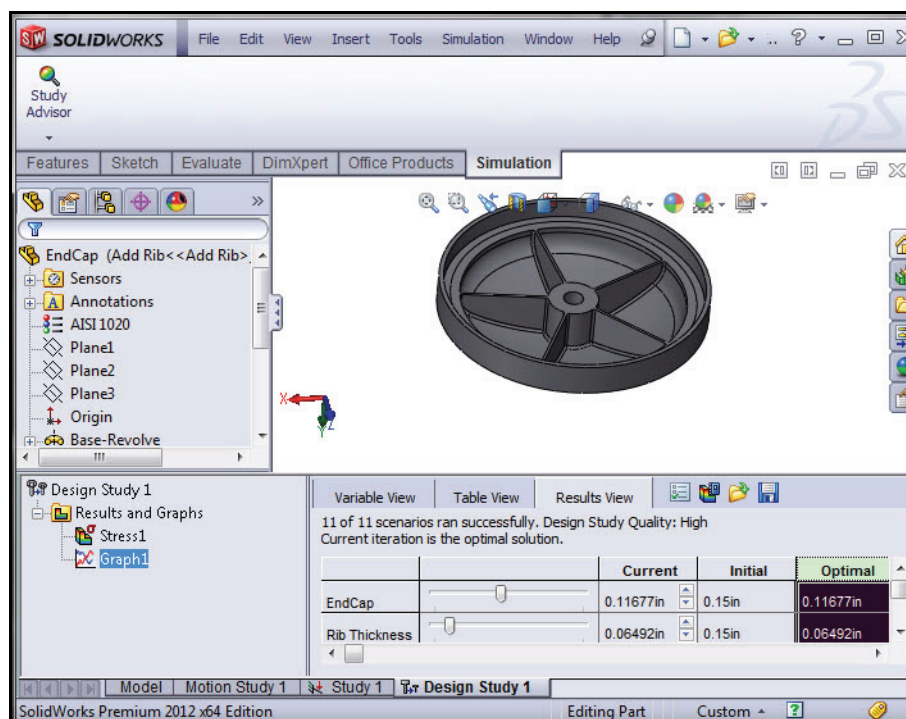 SW SOLIDWORKS File Edit View Insert Tools Simulation Window Help
Study
Advisor
Features Sketch Evaluate DimXpert Office Products Simulation
EndCap (Add Rib<<Add Rib>_
Sensors
A Annotations
AISI 1020
Plane1
Plane2
Plane3
Origin
Base-Revolve
X
Y
Z
Design Study 1
Results and Graphs
Stress1
Graph1
Variable View Table View Results View
11 of 11 scenarios ran successfully. Design Study Quality: High
Current iteration is the optimal solution.
Current Initial Optimal
EndCap 0.11677in 0.15in 0.11677in
Rib Thickness 0.06492in 0.15in 0.06492in
Model Motion Study 1 Study 1 Design Study 1
SolidWorks Premium 2012 x64 Edition Editing Part Custom ?